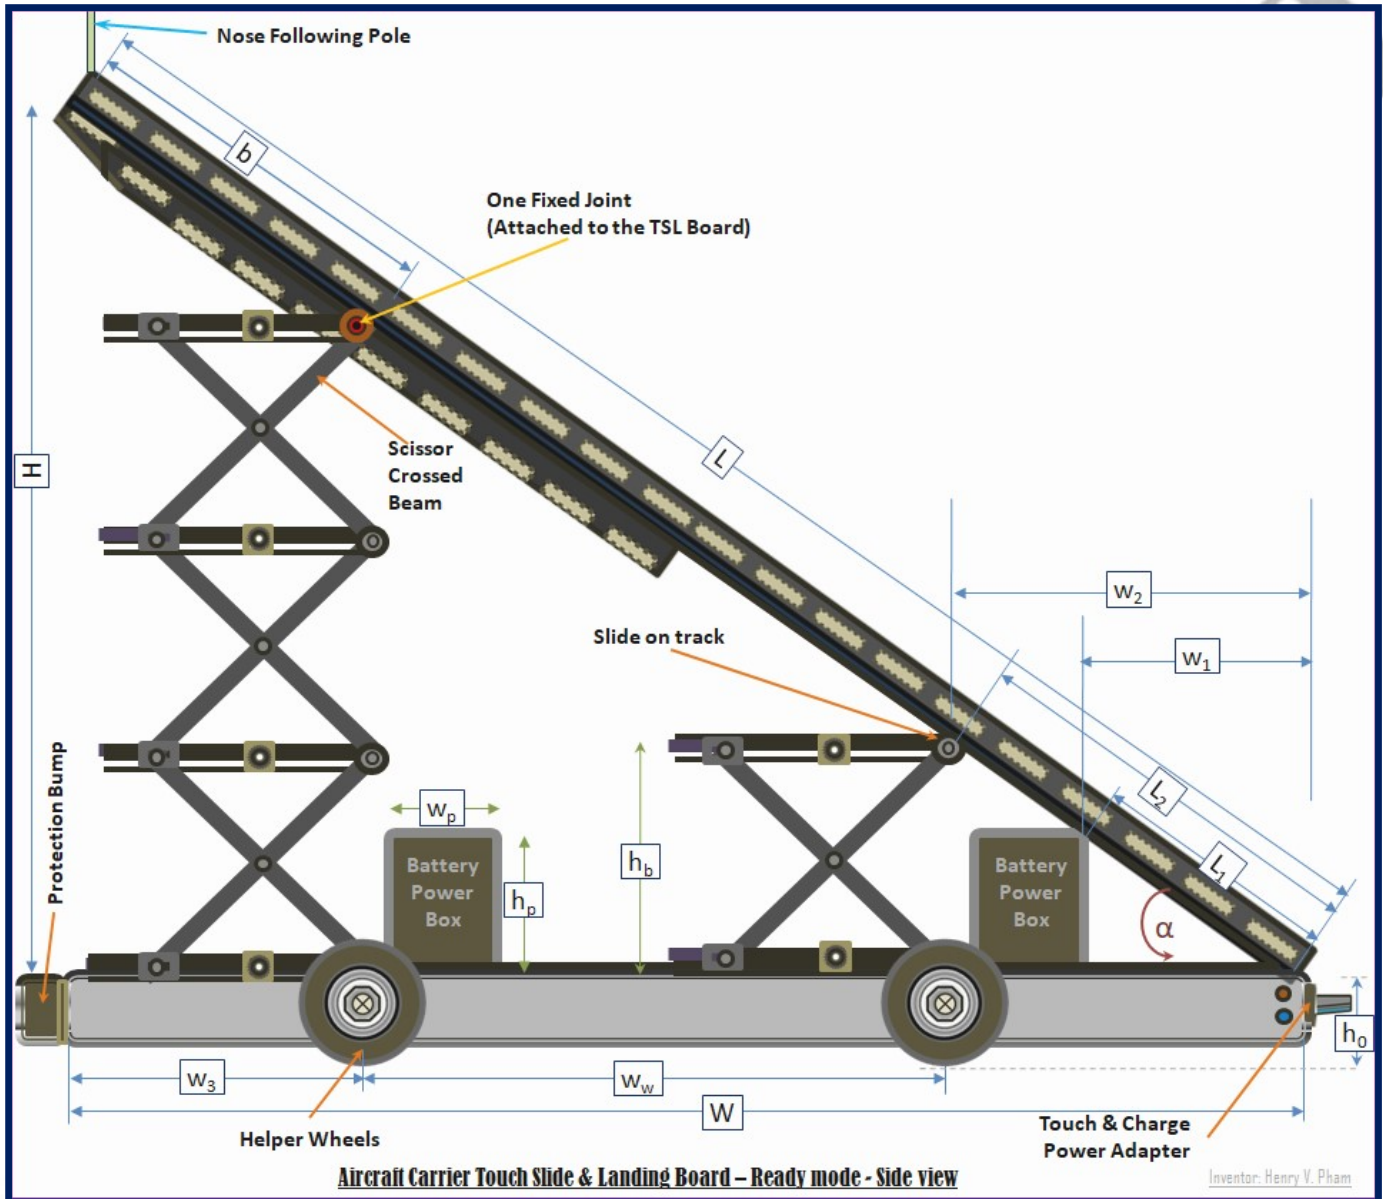 Nose Following Pole
b
One Fixed Joint
(Attached to the TSL Board)
H
L
Scissor
Crossed
Beam
w2
w1
Slide on track
Protection Bump
L2
L1
wp
hb
hp
Battery
Power
Box
Battery
Power
Box
α
h0
w3
ww
W
Helper Wheels
Touch & Charge
Power Adapter
Aircraft Carrier Touch Slide & Landing Board – Ready mode - Side view
Inventor: Henry V. Pham